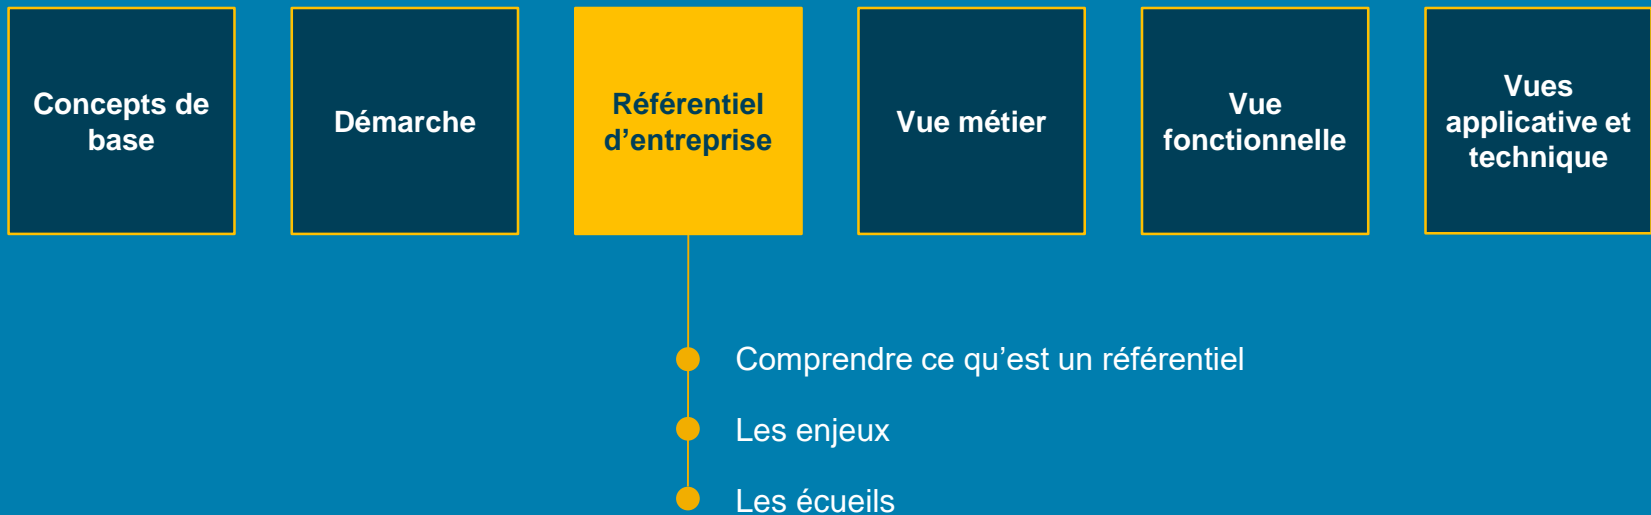 Concepts de
base
Démarche
Référentiel
d’entreprise
Vue métier
Vue
fonctionnelle
Vues
applicative et
technique
Comprendre ce qu’est un référentiel
Les enjeux
Les écueils